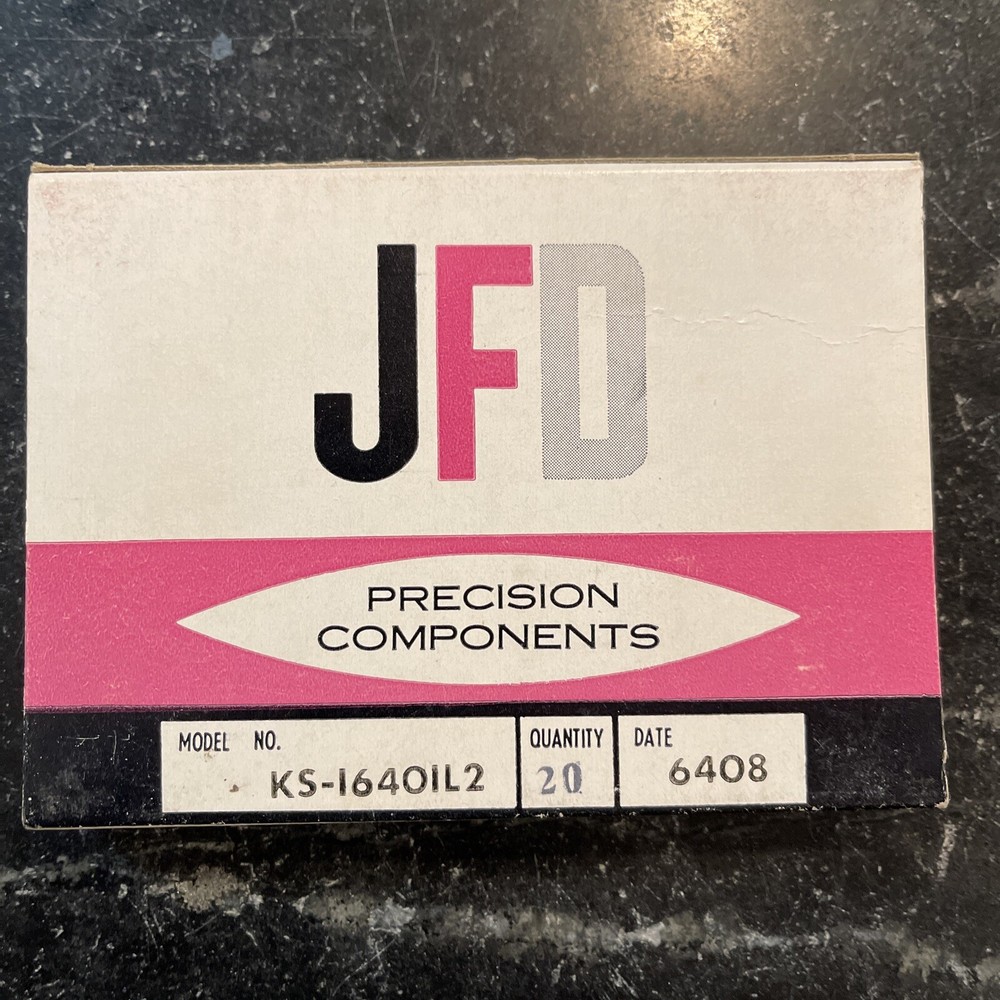 JFD
PRECISION
COMPONENTS
MODEL NO. QUANTITY DATE
KS-16401L2 20 6408